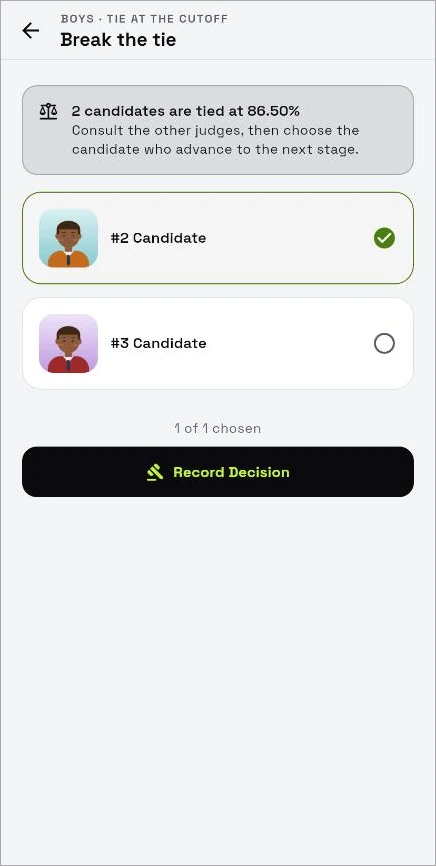 BOYS · TIE AT THE CUTOFF
Break the tie
2 candidates are tied at 86.50%
Consult the other judges, then choose the
candidate who advance to the next stage.
#2 Candidate
#3 Candidate
1 of 1 chosen
Record Decision